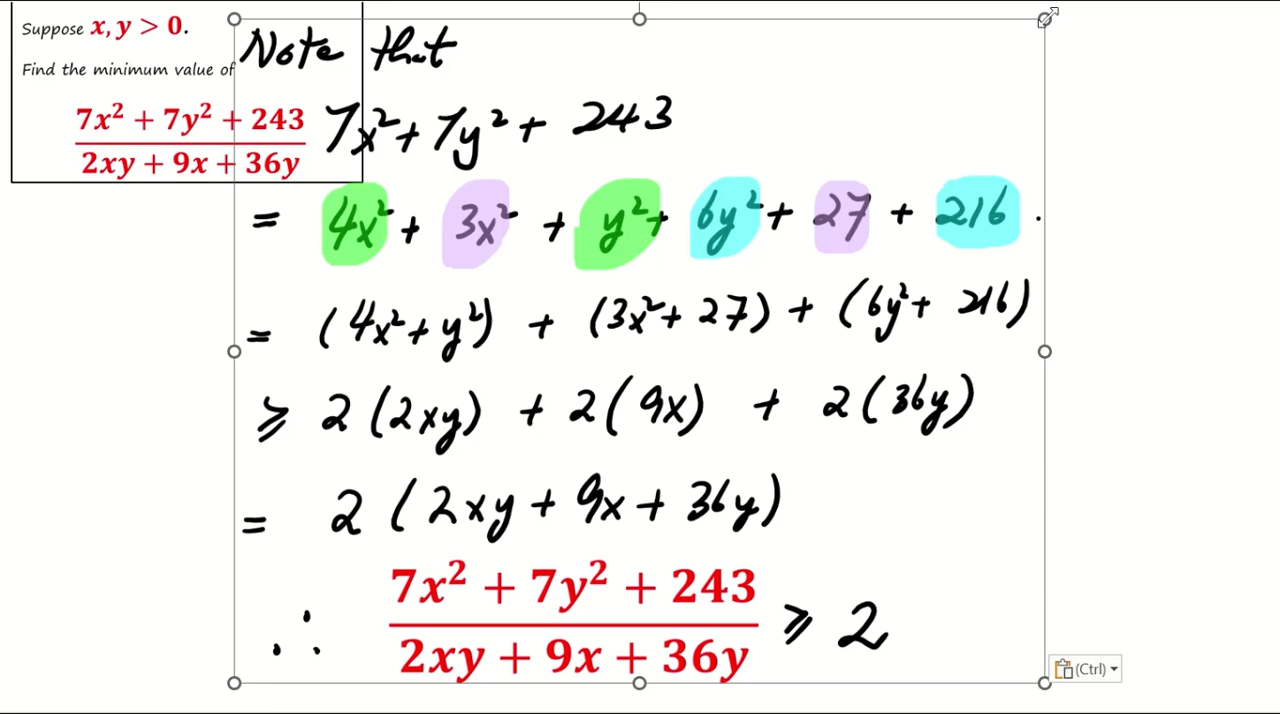 Suppose x, y > 0.
Find the minimum value of
7x² + 7y² + 243
2xy + 9x + 36y
Note that
7x² + 7y² + 243
= 4x² + 3x² + y² + 6y² + 27 + 216 .
= (4x² + y²) + (3x² + 27) + (6y² + 216)
≥ 2 (2xy) + 2 (9x) + 2 (36y)
= 2 (2xy + 9x + 36y)
7x² + 7y² + 243
∴ ≥ 2
2xy + 9x + 36y
(Ctrl)